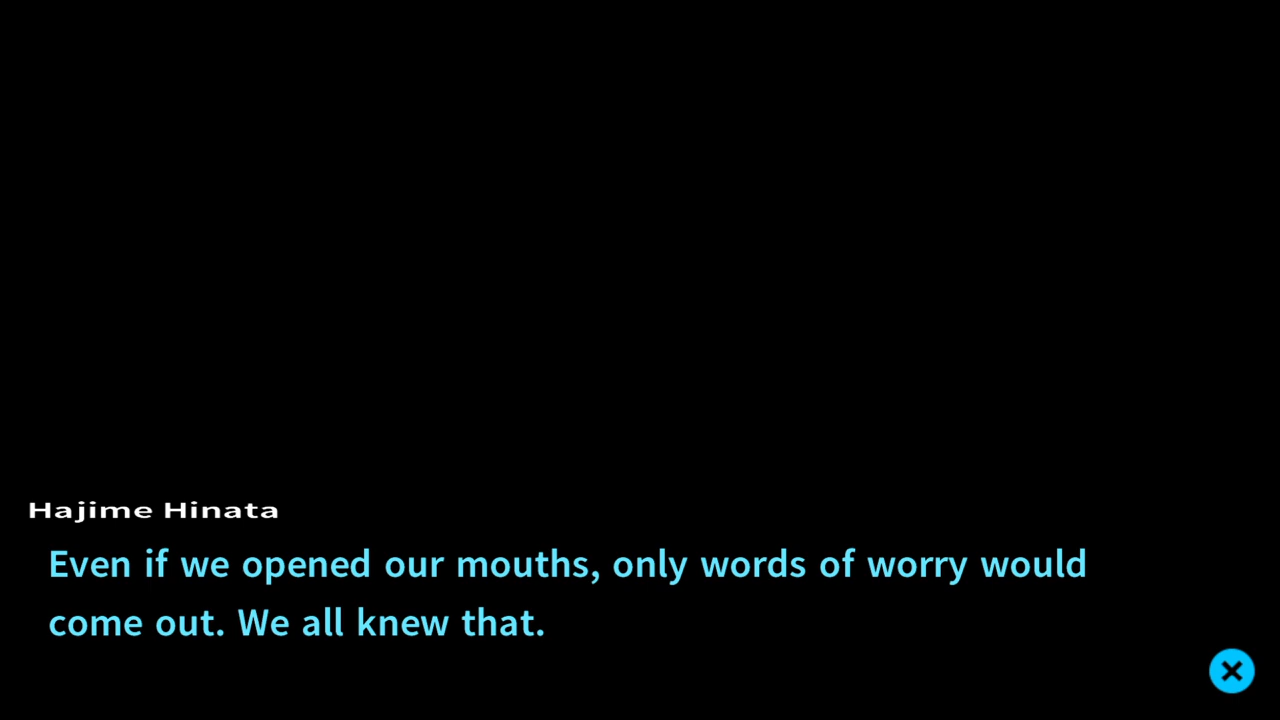 Hajime Hinata
Even if we opened our mouths, only words of worry would
come out. We all knew that.